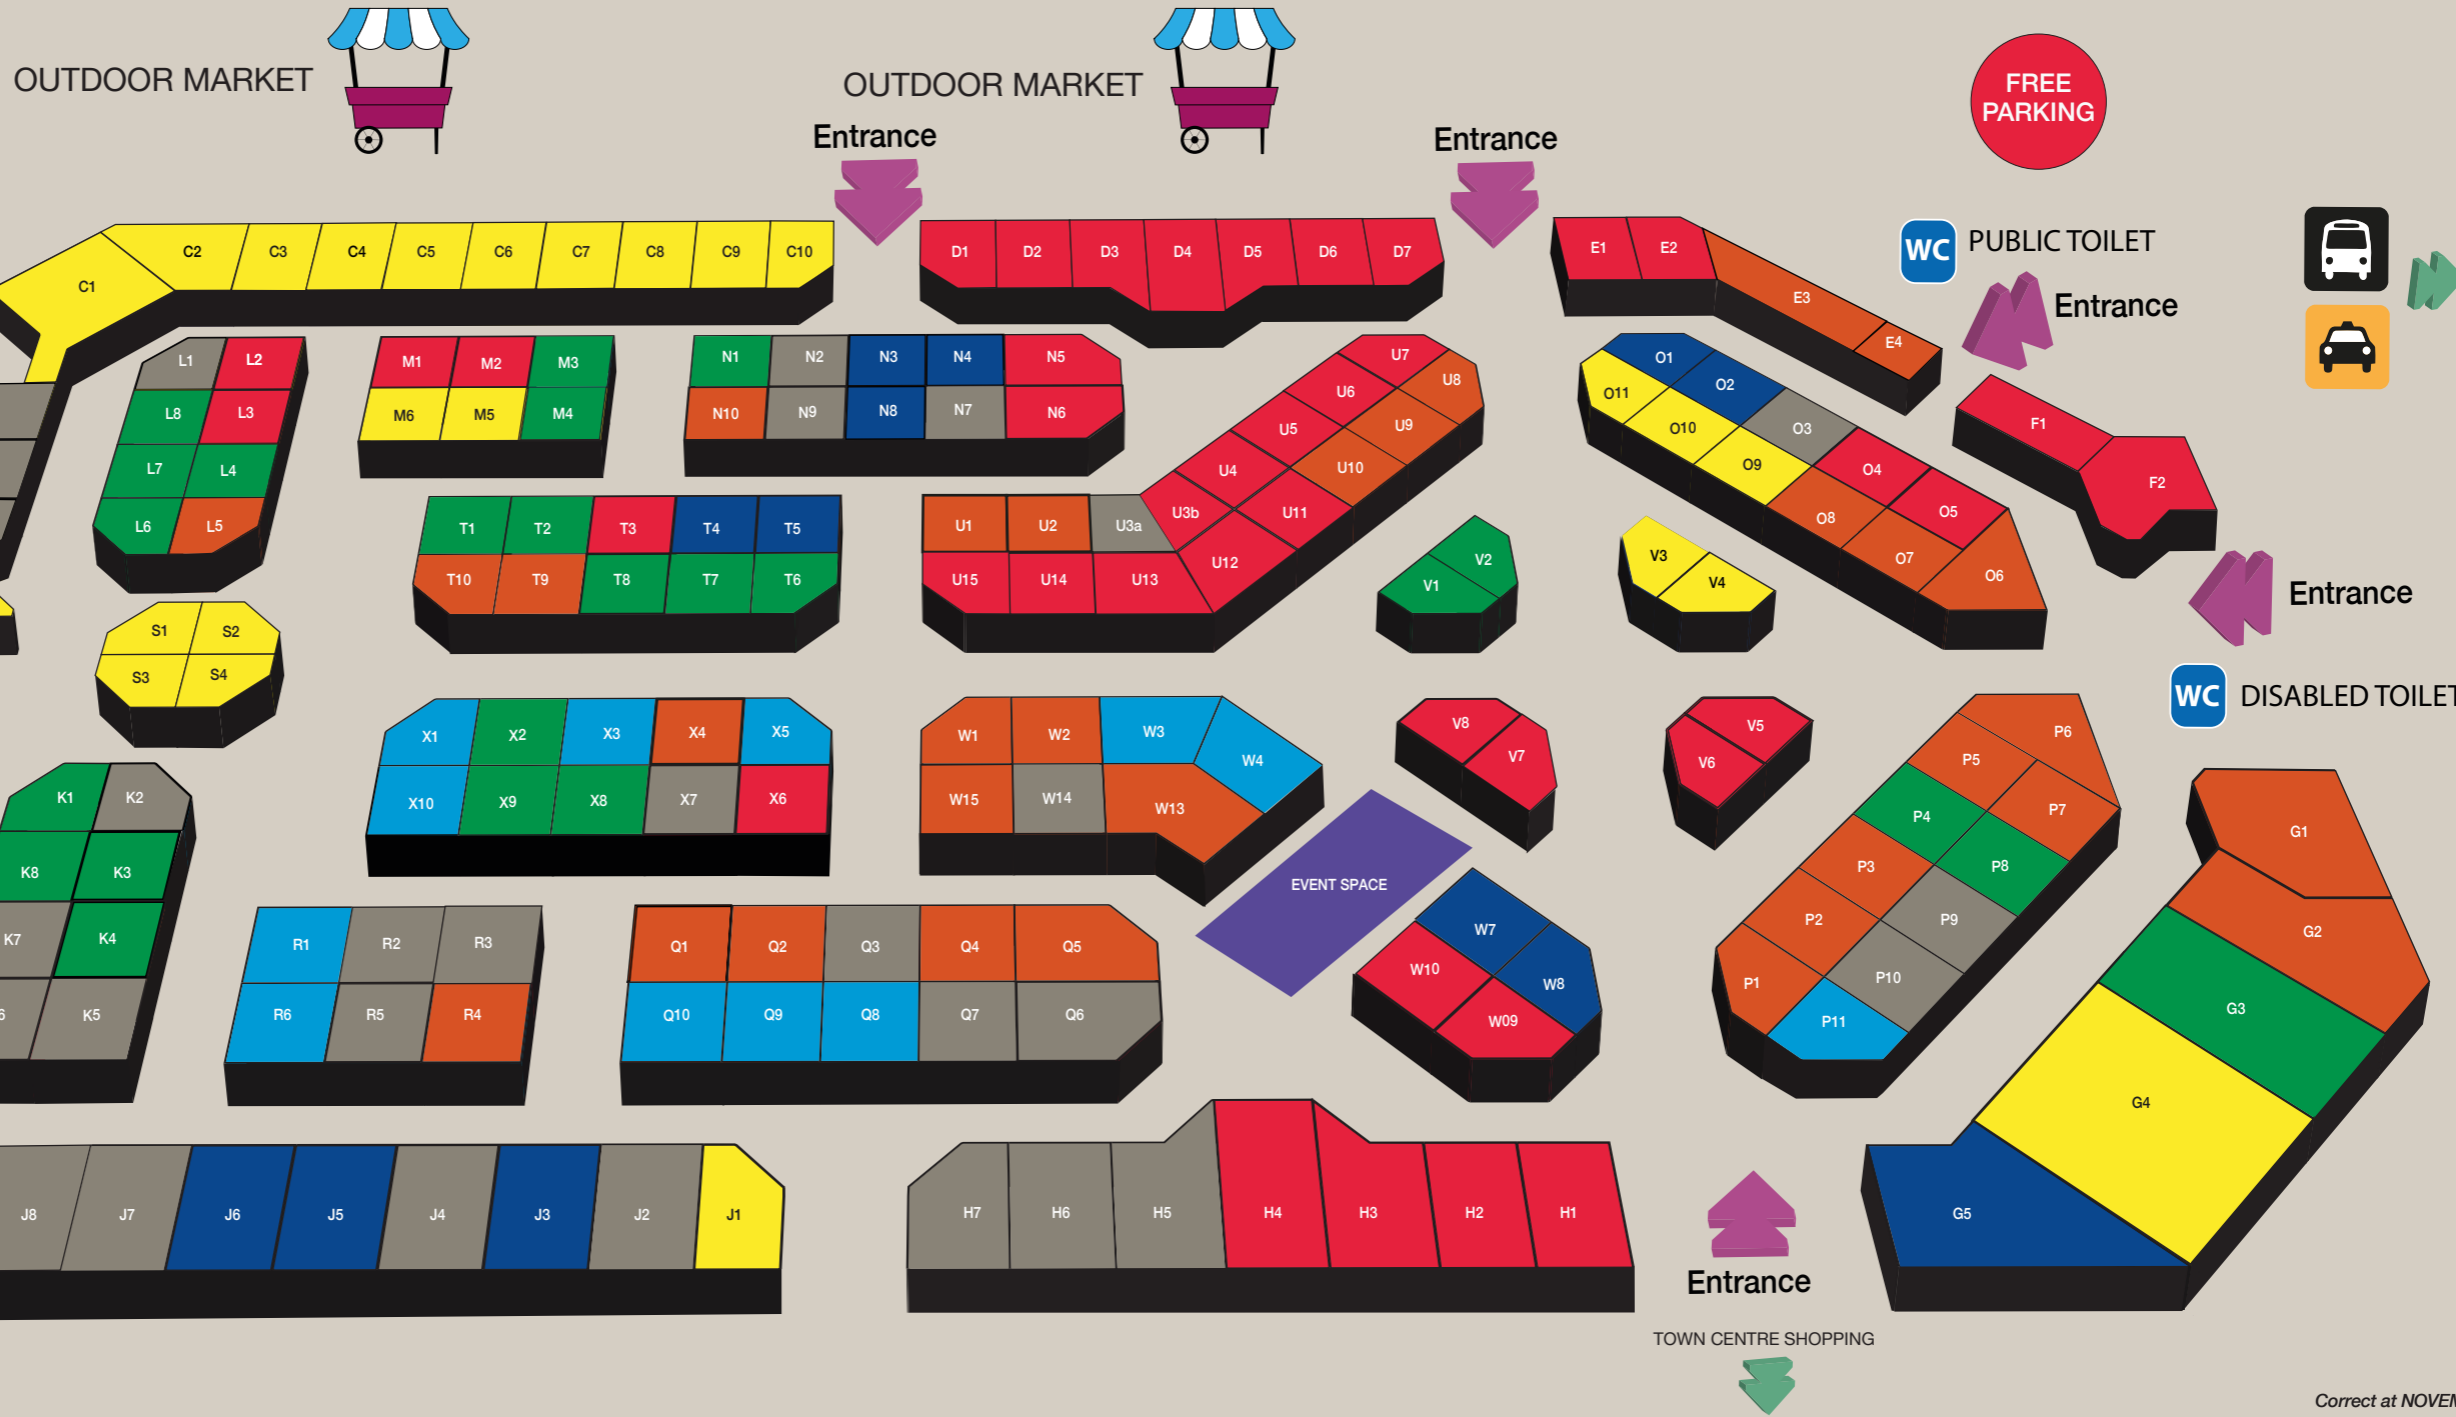 OUTDOOR MARKET
OUTDOOR MARKET
FREE
PARKING
Entrance
Entrance
WC PUBLIC TOILET
Entrance
C1 C2 C3 C4 C5 C6 C7 C8 C9 C10
D1 D2 D3 D4 D5 D6 D7
E1 E2 E3 E4
L1 L2
L8 L3
L7 L4
L6 L5
M1 M2 M3
M6 M5 M4
N1 N2 N3 N4 N5
N10 N9 N8 N7 N6
U7
U6 U8
U5 U9
U4 U10
U1 U2 U3a U3b U11
U15 U14 U13 U12
O1
O11 O2
O10 O3
O9 O4
O8 O5
O7 O6
F1
F2
T1 T2 T3 T4 T5
T10 T9 T8 T7 T6
V2
V1
V3
V4
Entrance
S1 S2
S3 S4
WC DISABLED TOILET
X1 X2 X3 X4 X5
X10 X9 X8 X7 X6
W1 W2 W3 W4
W15 W14 W13
V8
V7
V5
V6
P6
P5
P4 P7
P3 P8
P2 P9
P1 P10
P11
K1 K2
K8 K3
K7 K4
6 K5
EVENT SPACE
W7
W10 W8
W09
G1
G2
G3
G4
G5
R1 R2 R3
R6 R5 R4
Q1 Q2 Q3 Q4 Q5
Q10 Q9 Q8 Q7 Q6
J8 J7 J6 J5 J4 J3 J2 J1
H7 H6 H5 H4 H3 H2 H1
Entrance
TOWN CENTRE SHOPPING
Correct at NOVEM